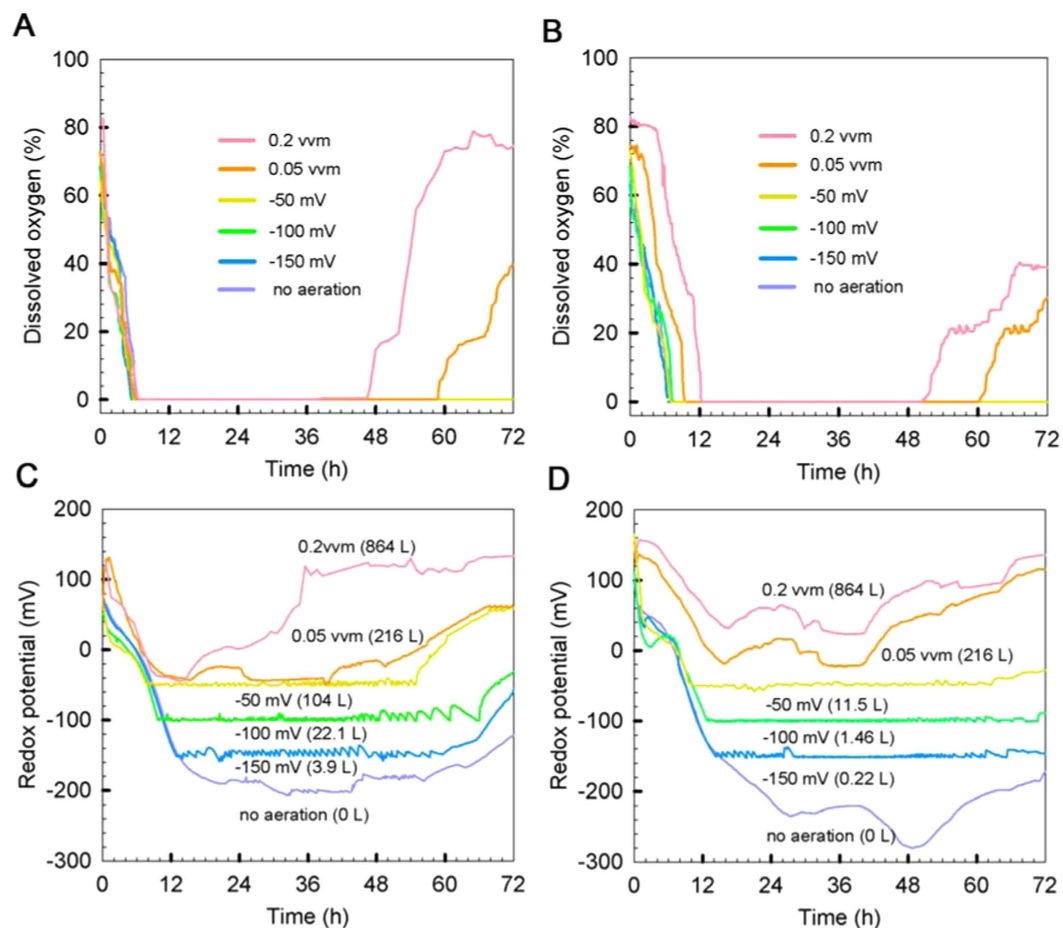 A
B
100
80
60
40
20
0
Dissolved oxygen (%)
0.2 vvm
0.05 vvm
-50 mV
-100 mV
-150 mV
no aeration
0 12 24 36 48 60 72
Time (h)
100
80
60
40
20
0
Dissolved oxygen (%)
0.2 vvm
0.05 vvm
-50 mV
-100 mV
-150 mV
no aeration
0 12 24 36 48 60 72
Time (h)
C
D
200
100
0
-100
-200
-300
Redox potential (mV)
0.2vvm (864 L)
0.05 vvm (216 L)
-50 mV (104 L)
-100 mV (22.1 L)
-150 mV (3.9 L)
no aeration (0 L)
0 12 24 36 48 60 72
Time (h)
200
100
0
-100
-200
-300
Redox potential (mV)
0.2 vvm (864 L)
0.05 vvm (216 L)
-50 mV (11.5 L)
-100 mV (1.46 L)
-150 mV (0.22 L)
no aeration (0 L)
0 12 24 36 48 60 72
Time (h)